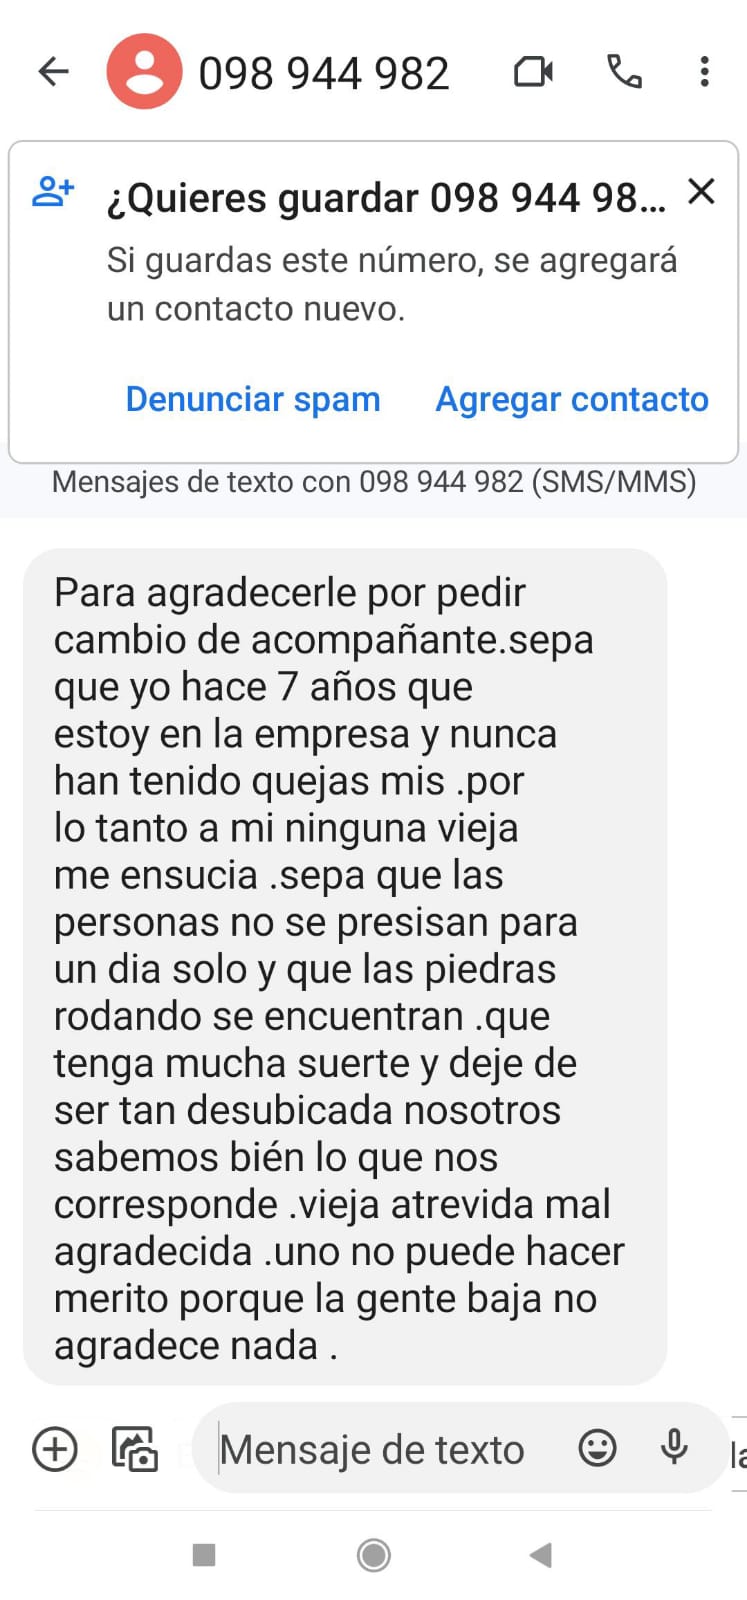 098 944 982
¿Quieres guardar 098 944 98...
Si guardas este número, se agregará
un contacto nuevo.
Denunciar spam Agregar contacto
Mensajes de texto con 098 944 982 (SMS/MMS)
Para agradecerle por pedir
cambio de acompañante.sepa
que yo hace 7 años que
estoy en la empresa y nunca
han tenido quejas mis .por
lo tanto a mi ninguna vieja
me ensucia .sepa que las
personas no se presisan para
un dia solo y que las piedras
rodando se encuentran .que
tenga mucha suerte y deje de
ser tan desubicada nosotros
sabemos bién lo que nos
corresponde .vieja atrevida mal
agradecida .uno no puede hacer
merito porque la gente baja no
agradece nada .
Mensaje de texto